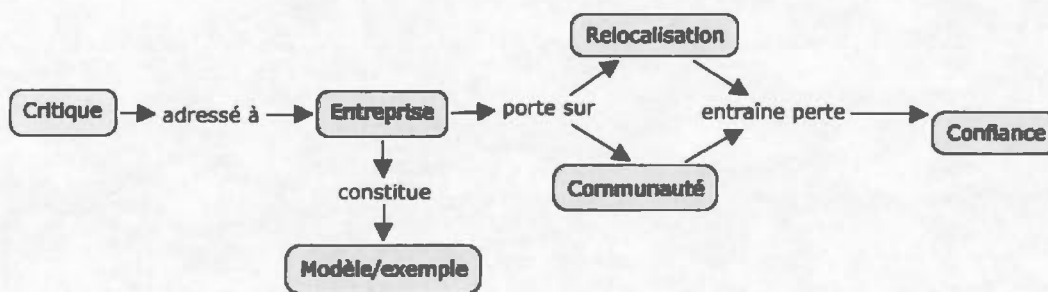 Relocalisation
Critique
adressé à
Entreprise
porte sur
entraîne perte
Confiance
constitue
Communauté
Modèle/exemple